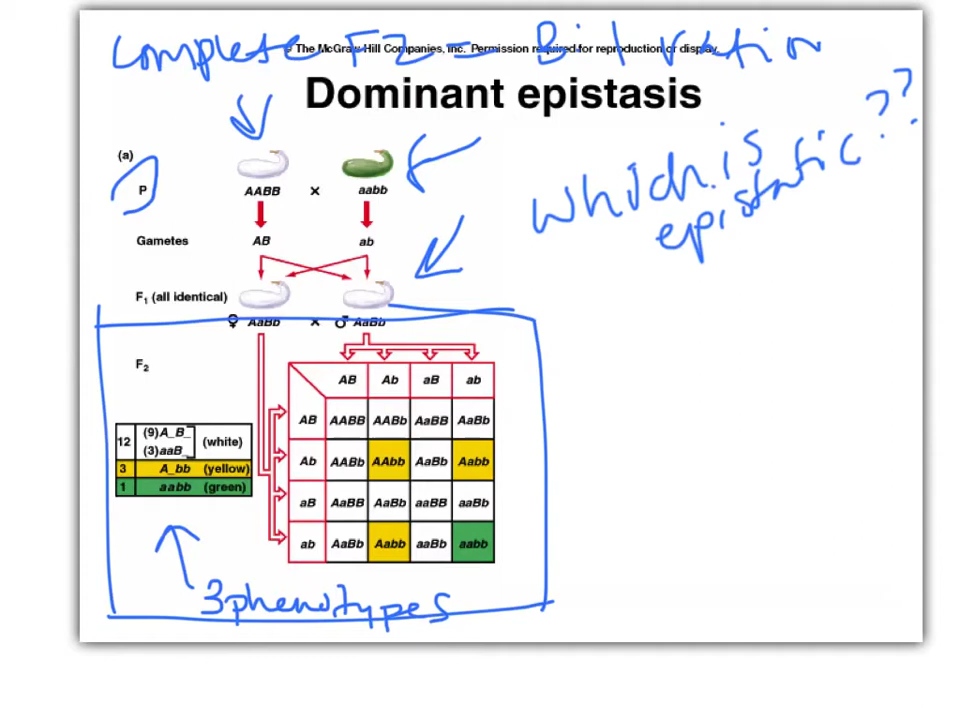 complete F2 =
© The McGraw Hill Companies, Inc. Permission required for reproduction or display.
Dominant epistasis
which is
epistatic??
(a)
P
AABB × aabb
Gametes AB ab
F1 (all identical)
♀ AaBb × ♂ AaBb
F2
AB Ab aB ab
AB AABB AABb AaBB AaBb
Ab AABb AAbb AaBb Aabb
aB AaBB AaBb aaBB aaBb
ab AaBb Aabb aaBb aabb
12 (9)A_B_ (white)
(3)aaB_
3 A_bb (yellow)
1 aabb (green)
3 phenotypes